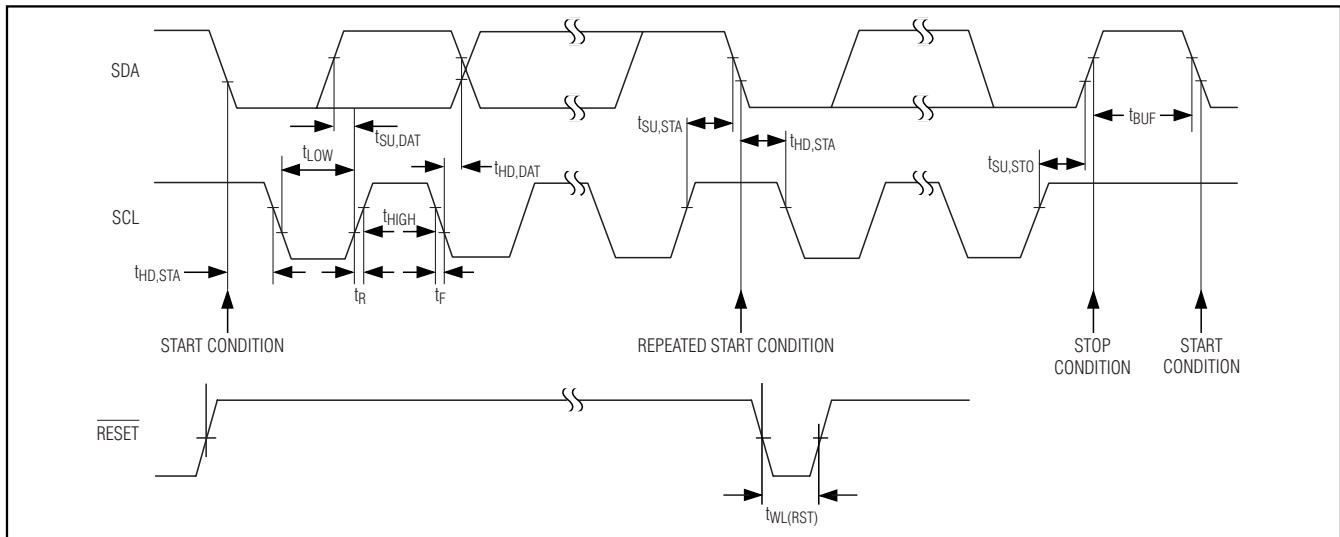 SDA
tSU,STA
tBUF
tSU,DAT
tHD,STA
tLOW
tHD,DAT
tSU,STO
SCL
tHIGH
tHD,STA
tR
tF
START CONDITION
REPEATED START CONDITION
STOP
CONDITION
START
CONDITION
RESET
tWL(RST)